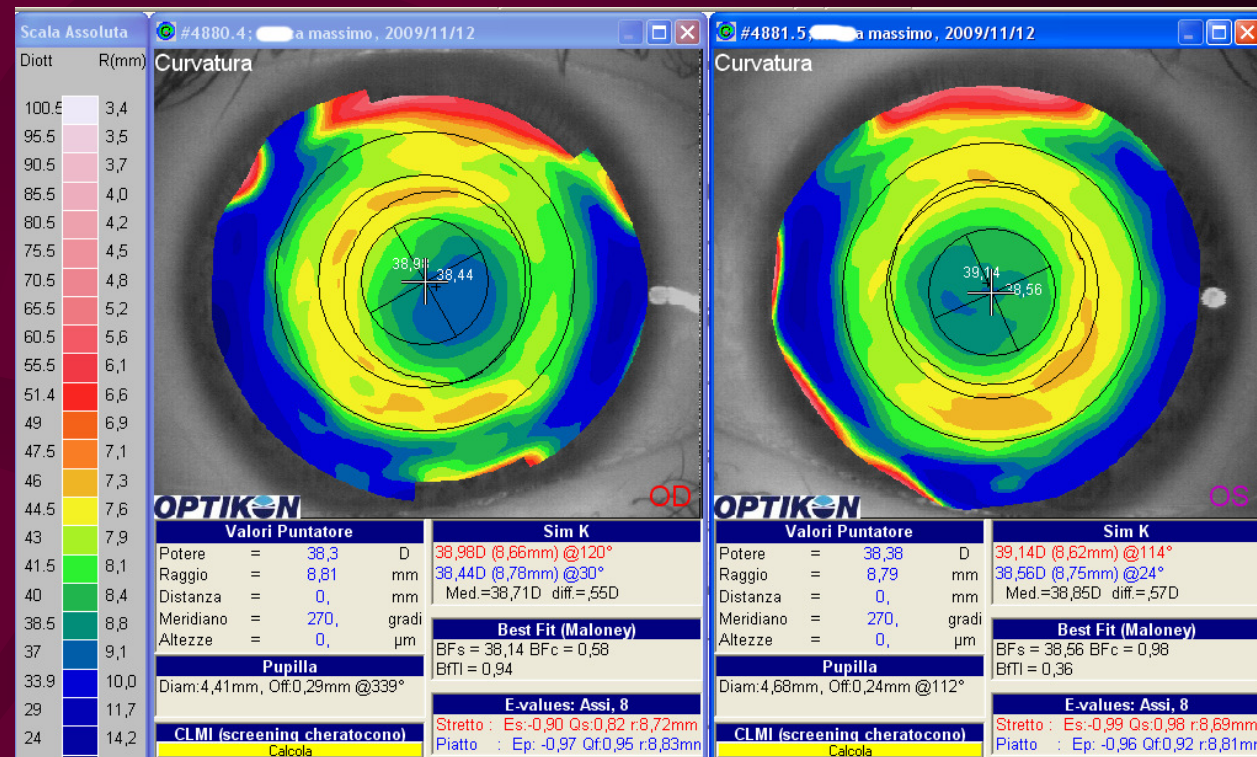 Scala Assoluta
Diott R(mm)
100.5 3,4
95.5 3,5
90.5 3,7
85.5 4,0
80.5 4,2
75.5 4,5
70.5 4,8
65.5 5,2
60.5 5,6
55.5 6,1
51.4 6,6
49 6,9
47.5 7,1
46 7,3
44.5 7,6
43 7,9
41.5 8,1
40 8,4
38.5 8,8
37 9,1
33.9 10,0
29 11,7
24 14,2
#4880.4; a massimo, 2009/11/12
Curvatura
38,98
38,44
OPTIKON
OD
Valori Puntatore
Potere = 38,3 D
Raggio = 8,81 mm
Distanza = 0, mm
Meridiano = 270, gradi
Altezze = 0, µm
Pupilla
Diam:4,41mm, Off:0,29mm @339°
CLMI (screening cheratocono)
Calcola
Sim K
38,98D (8,66mm) @120°
38,44D (8,78mm) @30°
Med.=38,71D diff.=,55D
Best Fit (Maloney)
BFs = 38,14 BFc = 0,58
BfTI = 0,94
E-values: Assi, 8
Stretto : Es:-0,90 Qs:0,82 r:8,72mm
Piatto : Ep: -0,97 Qf:0,95 r:8,83mm
#4881.5; a massimo, 2009/11/12
Curvatura
39,14
38,56
OPTIKON
OS
Valori Puntatore
Potere = 38,38 D
Raggio = 8,79 mm
Distanza = 0, mm
Meridiano = 270, gradi
Altezze = 0, µm
Pupilla
Diam:4,68mm, Off:0,24mm @112°
CLMI (screening cheratocono)
Calcola
Sim K
39,14D (8,62mm) @114°
38,56D (8,75mm) @24°
Med.=38,85D diff.=,57D
Best Fit (Maloney)
BFs = 38,56 BFc = 0,98
BfTI = 0,36
E-values: Assi, 8
Stretto : Es:-0,99 Qs:0,98 r:8,69mm
Piatto : Ep: -0,96 Qf:0,92 r:8,81mm